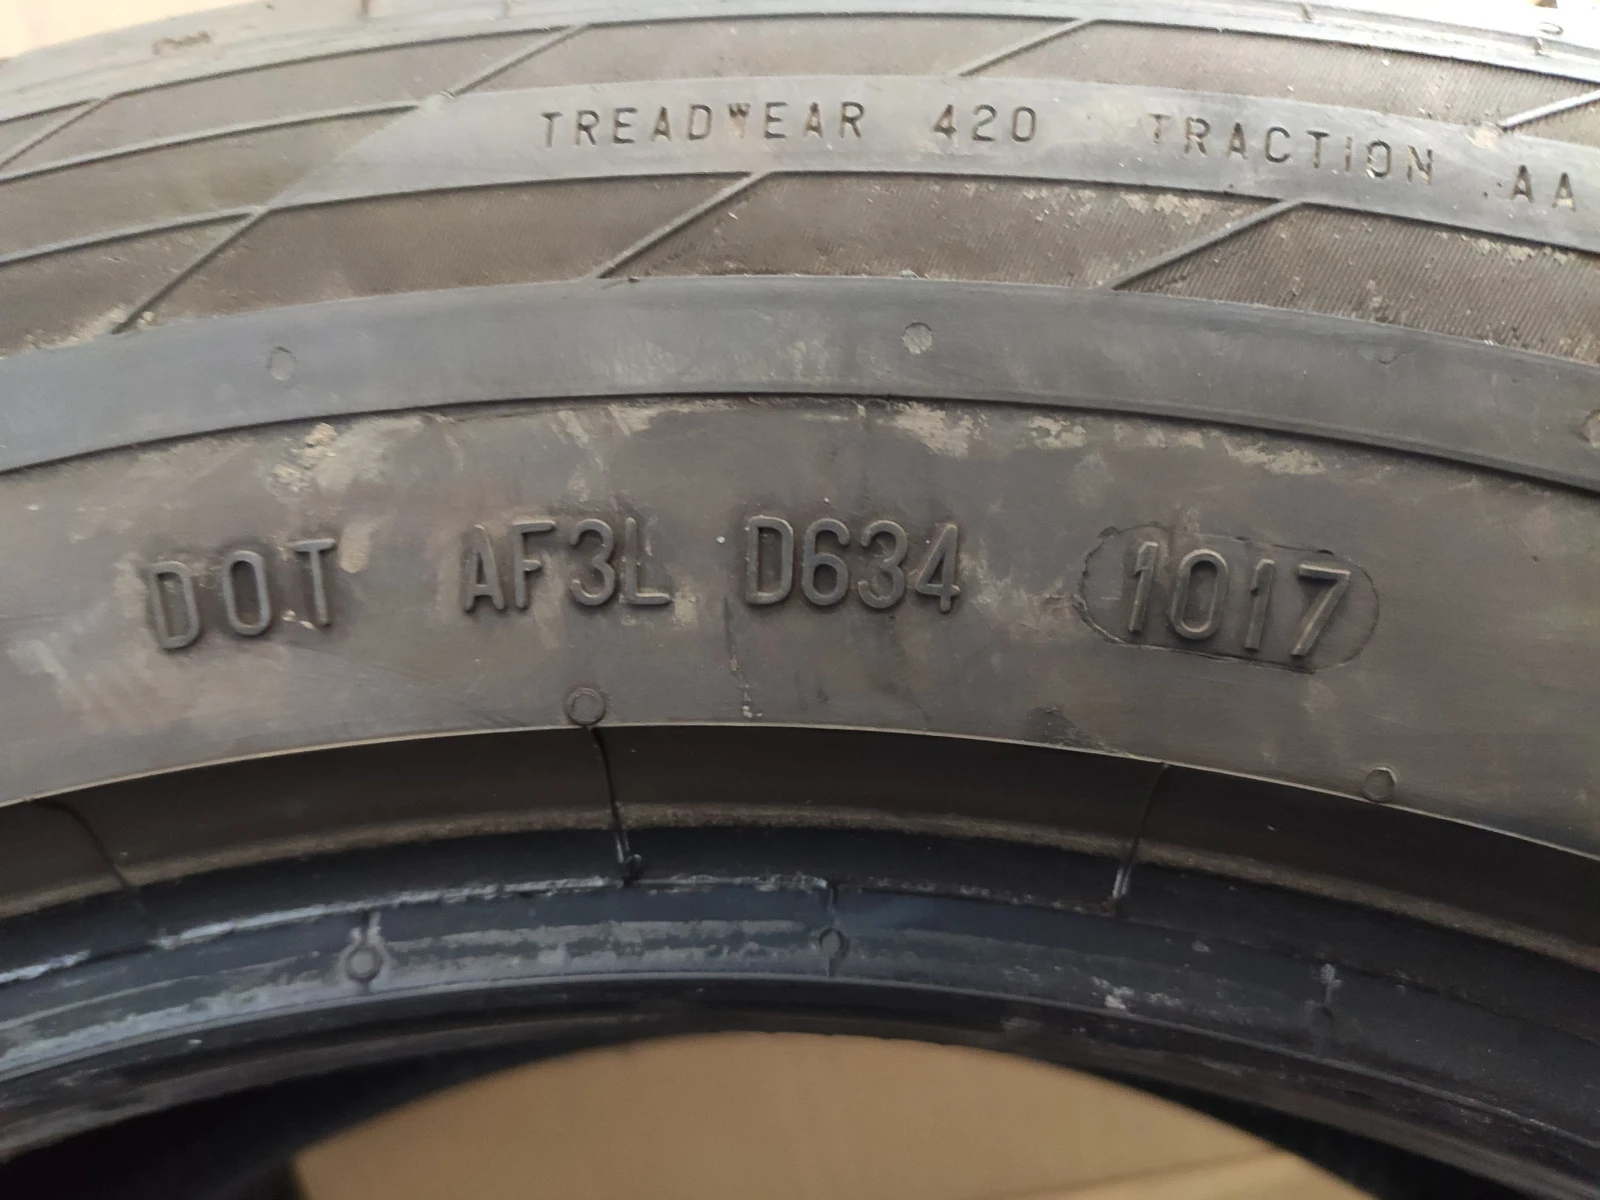 TREADWEAR 420 TRACTION AA
DOT AF3L D634 1017